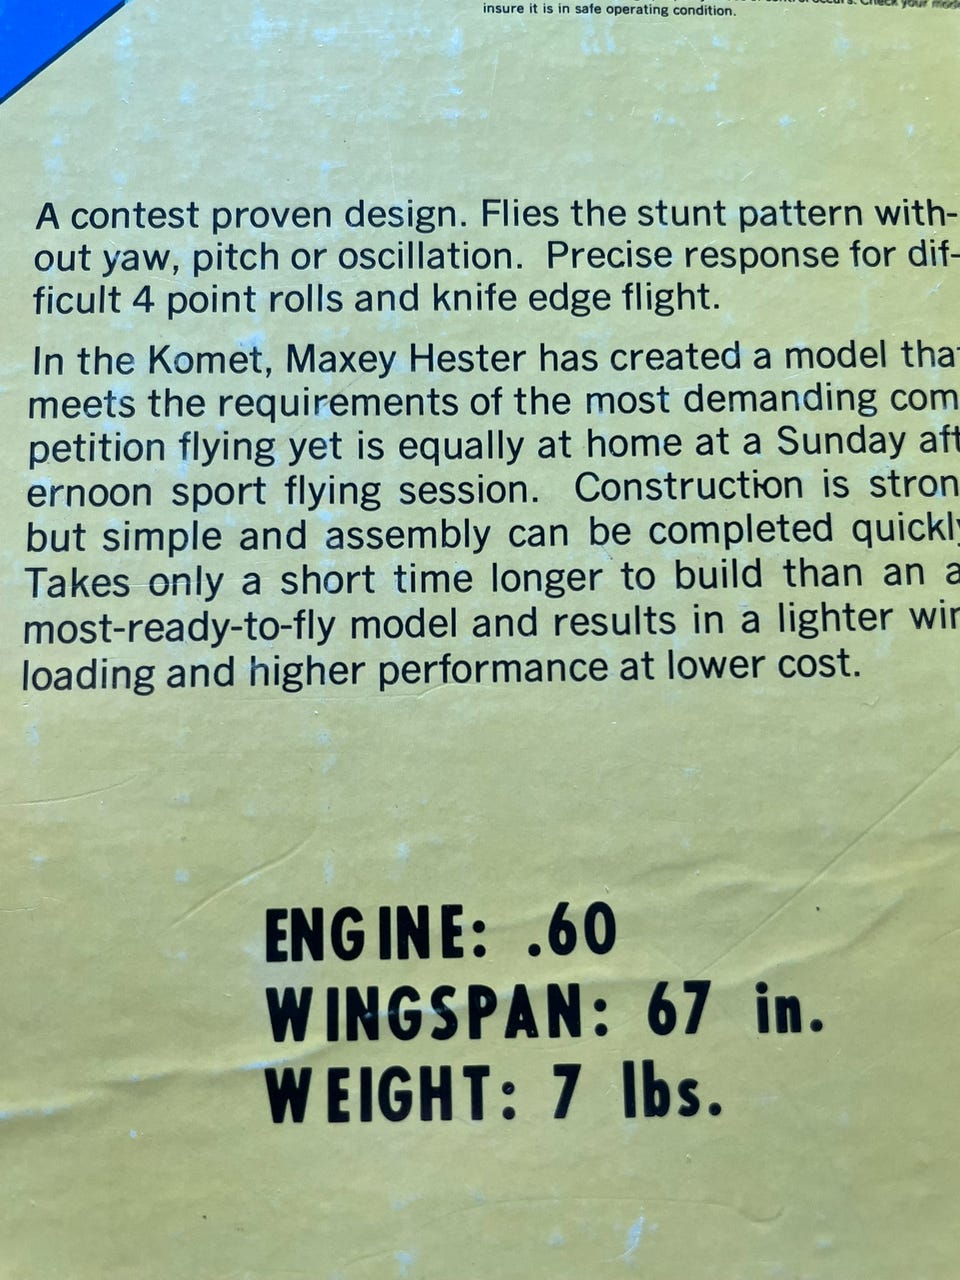 occurs. Check your
insure it is in safe operating condition.
A contest proven design. Flies the stunt pattern with-
out yaw, pitch or oscillation. Precise response for dif-
ficult 4 point rolls and knife edge flight.
In the Komet, Maxey Hester has created a model tha
meets the requirements of the most demanding com
petition flying yet is equally at home at a Sunday aft
ernoon sport flying session. Construction is stron
but simple and assembly can be completed quickly
Takes only a short time longer to build than an a
most-ready-to-fly model and results in a lighter win
loading and higher performance at lower cost.
ENGINE: .60
WINGSPAN: 67 in.
WEIGHT: 7 lbs.